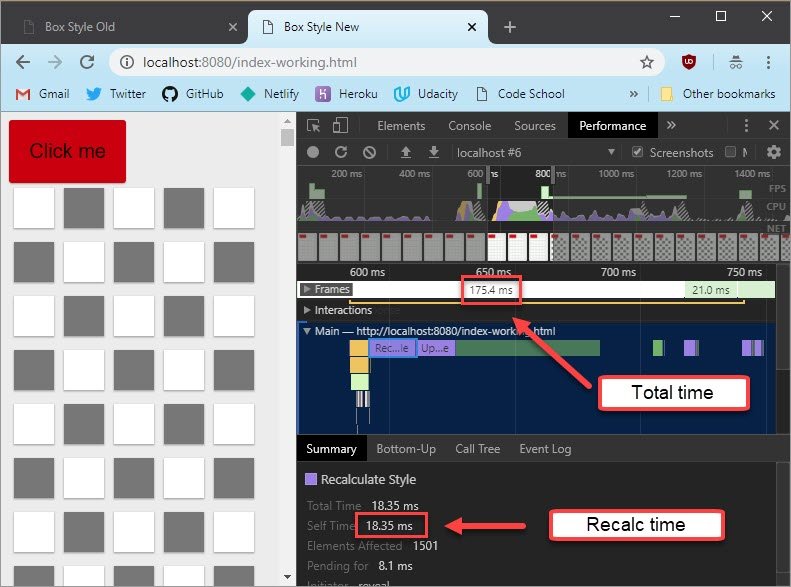 Box Style Old
Box Style New
localhost:8080/index-working.html
Gmail Twitter GitHub Netlify Heroku Udacity Code School » Other bookmarks
Click me
Elements Console Sources Performance »
localhost #6 Screenshots
200 ms 400 ms 600 ms 800 ms 1000 ms 1200 ms 1400 ms
FPS
CPU
NET
600 ms 650 ms 700 ms 750 ms
Frames 175.4 ms 21.0 ms
Interactions
Main — http://localhost:8080/index-working.html
Rec...le Up...e
Total time
Summary Bottom-Up Call Tree Event Log
Recalculate Style
Total Time 18.35 ms
Self Time 18.35 ms
Recalc time
Elements Affected 1501
Pending for 8.1 ms
Initiator reveal